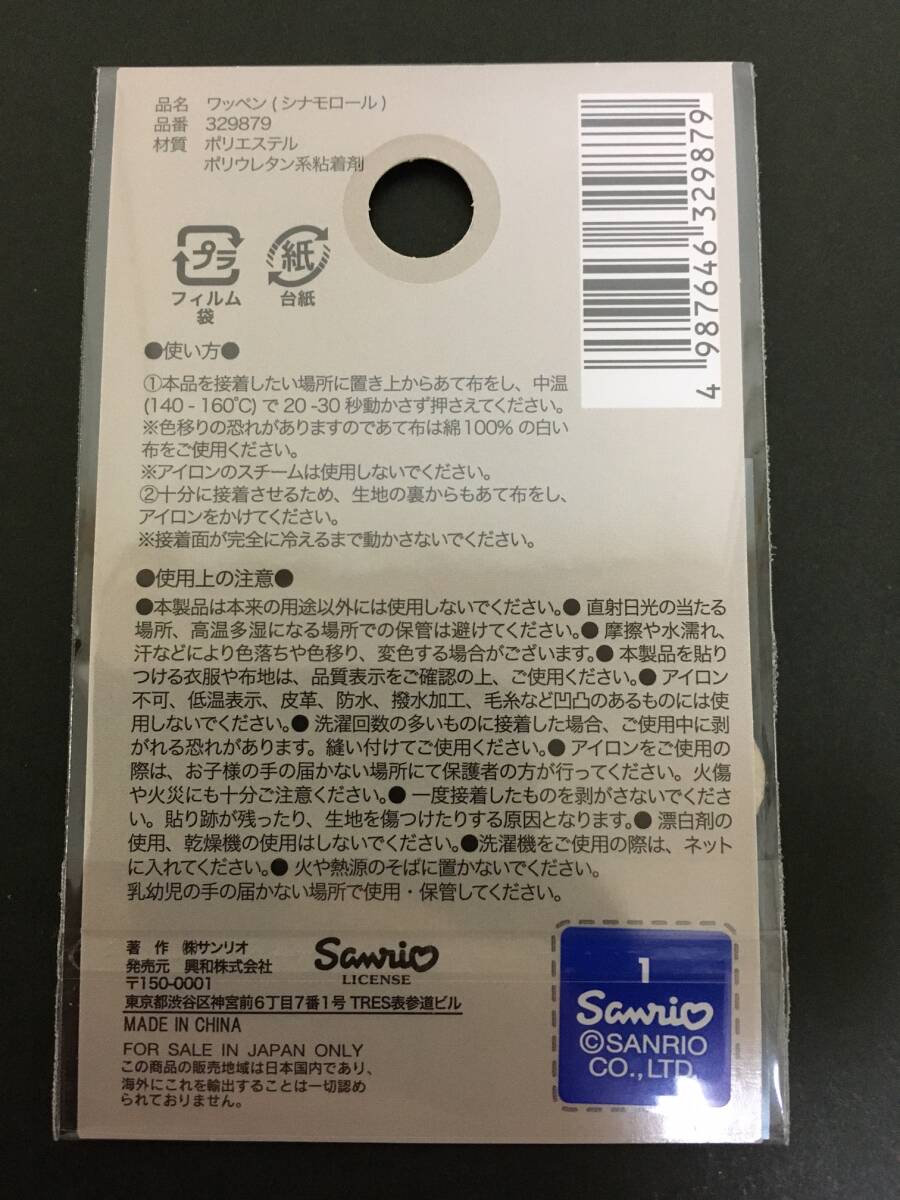 品名 ワッペン ( シナモロール )
品番 329879
材質 ポリエステル
ポリウレタン系粘着剤
4 987646 329879
プラ
紙
フィルム
袋
台紙
●使い方●
①本品を接着したい場所に置き上からあて布をし、中温
(140 - 160℃) で 20 -30 秒動かさず押さえてください。
※色移りの恐れがありますのであて布は綿100% の白い
布をご使用ください。
※アイロンのスチームは使用しないでください。
②十分に接着させるため、生地の裏からもあて布をし、
アイロンをかけてください。
※接着面が完全に冷えるまで動かさないでください。
●使用上の注意●
●本製品は本来の用途以外には使用しないでください。● 直射日光の当たる
場所、高温多湿になる場所での保管は避けてください。● 摩擦や水濡れ、
汗などにより色落ちや色移り、変色する場合がございます。● 本製品を貼り
つける衣服や布地は、品質表示をご確認の上、ご使用ください。● アイロン
不可、低温表示、皮革、防水、撥水加工、毛糸など凹凸のあるものには使
用しないでください。● 洗濯回数の多いものに接着した場合、ご使用中に剥
がれる恐れがあります。縫い付けてご使用ください。● アイロンをご使用の
際は、お子様の手の届かない場所にて保護者の方が行ってください。火傷
や火災にも十分ご注意ください。● 一度接着したものを剥がさないでくださ
い。貼り跡が残ったり、生地を傷つけたりする原因となります。● 漂白剤の
使用、乾燥機の使用はしないでください。●洗濯機をご使用の際は、ネット
に入れてください。● 火や熱源のそばに置かないでください。
乳幼児の手の届かない場所で使用・保管してください。
著 作 ㈱サンリオ
発売元 興和株式会社
〒150-0001
東京都渋谷区神宮前6丁目7番1号 TRES表参道ビル
MADE IN CHINA
FOR SALE IN JAPAN ONLY
この商品の販売地域は日本国内であり、
海外にこれを輸出することは一切認め
られておりません。
Sanrio
LICENSE
1
Sanrio
©SANRIO
CO.,LTD.